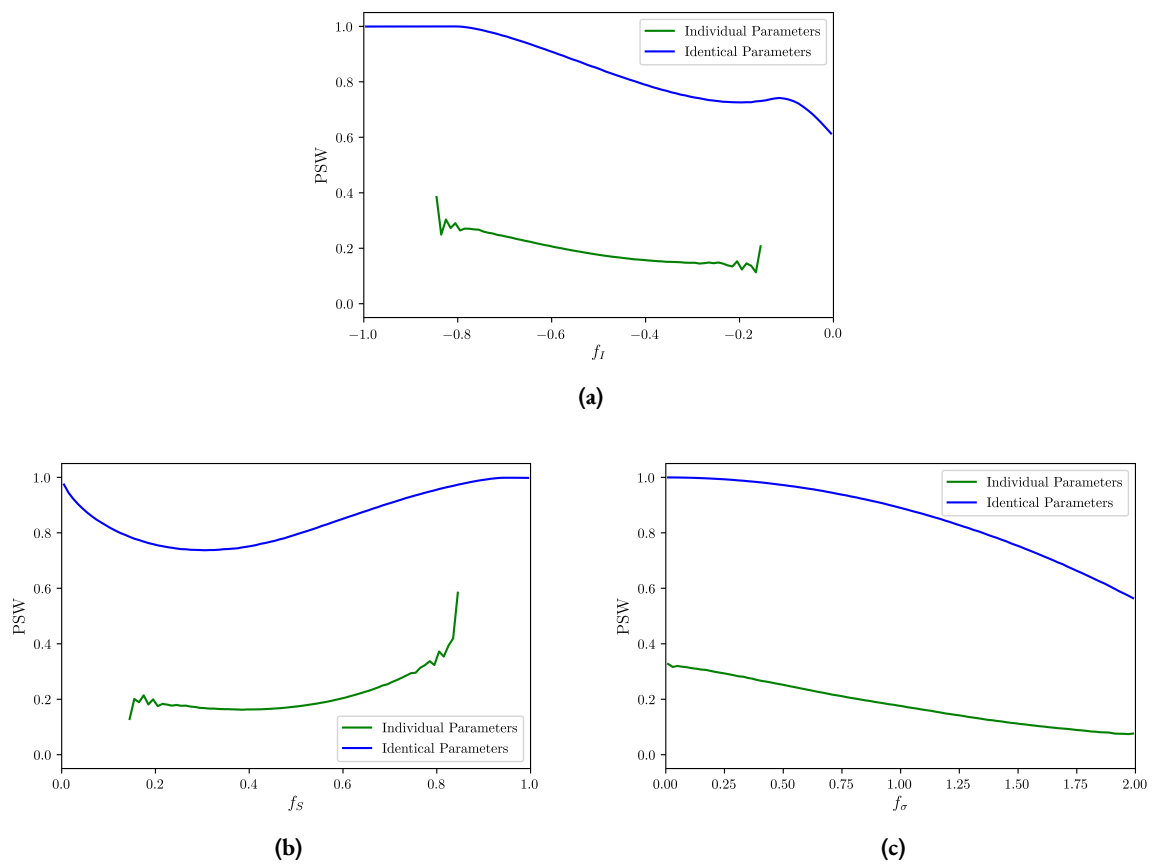 1.0
0.8
0.6
0.4
0.2
0.0
PSW
Individual Parameters
Identical Parameters
−1.0 −0.8 −0.6 −0.4 −0.2 0.0
f_I
(a)
1.0
0.8
0.6
0.4
0.2
0.0
PSW
Individual Parameters
Identical Parameters
0.0 0.2 0.4 0.6 0.8 1.0
f_S
(b)
1.0
0.8
0.6
0.4
0.2
0.0
PSW
Individual Parameters
Identical Parameters
0.00 0.25 0.50 0.75 1.00 1.25 1.50 1.75 2.00
f_σ
(c)